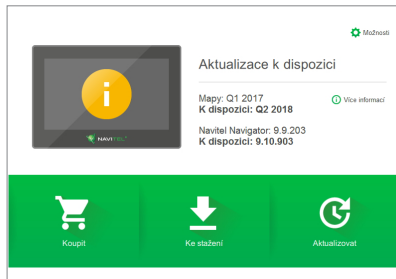 Možnosti
Aktualizace k dispozici
Mapy: Q1 2017
K dispozici: Q2 2018
Více informací
Navitel Navigator: 9.9.203
K dispozici: 9.10.903
NAVITEL
Koupit
Ke stažení
Aktualizovat